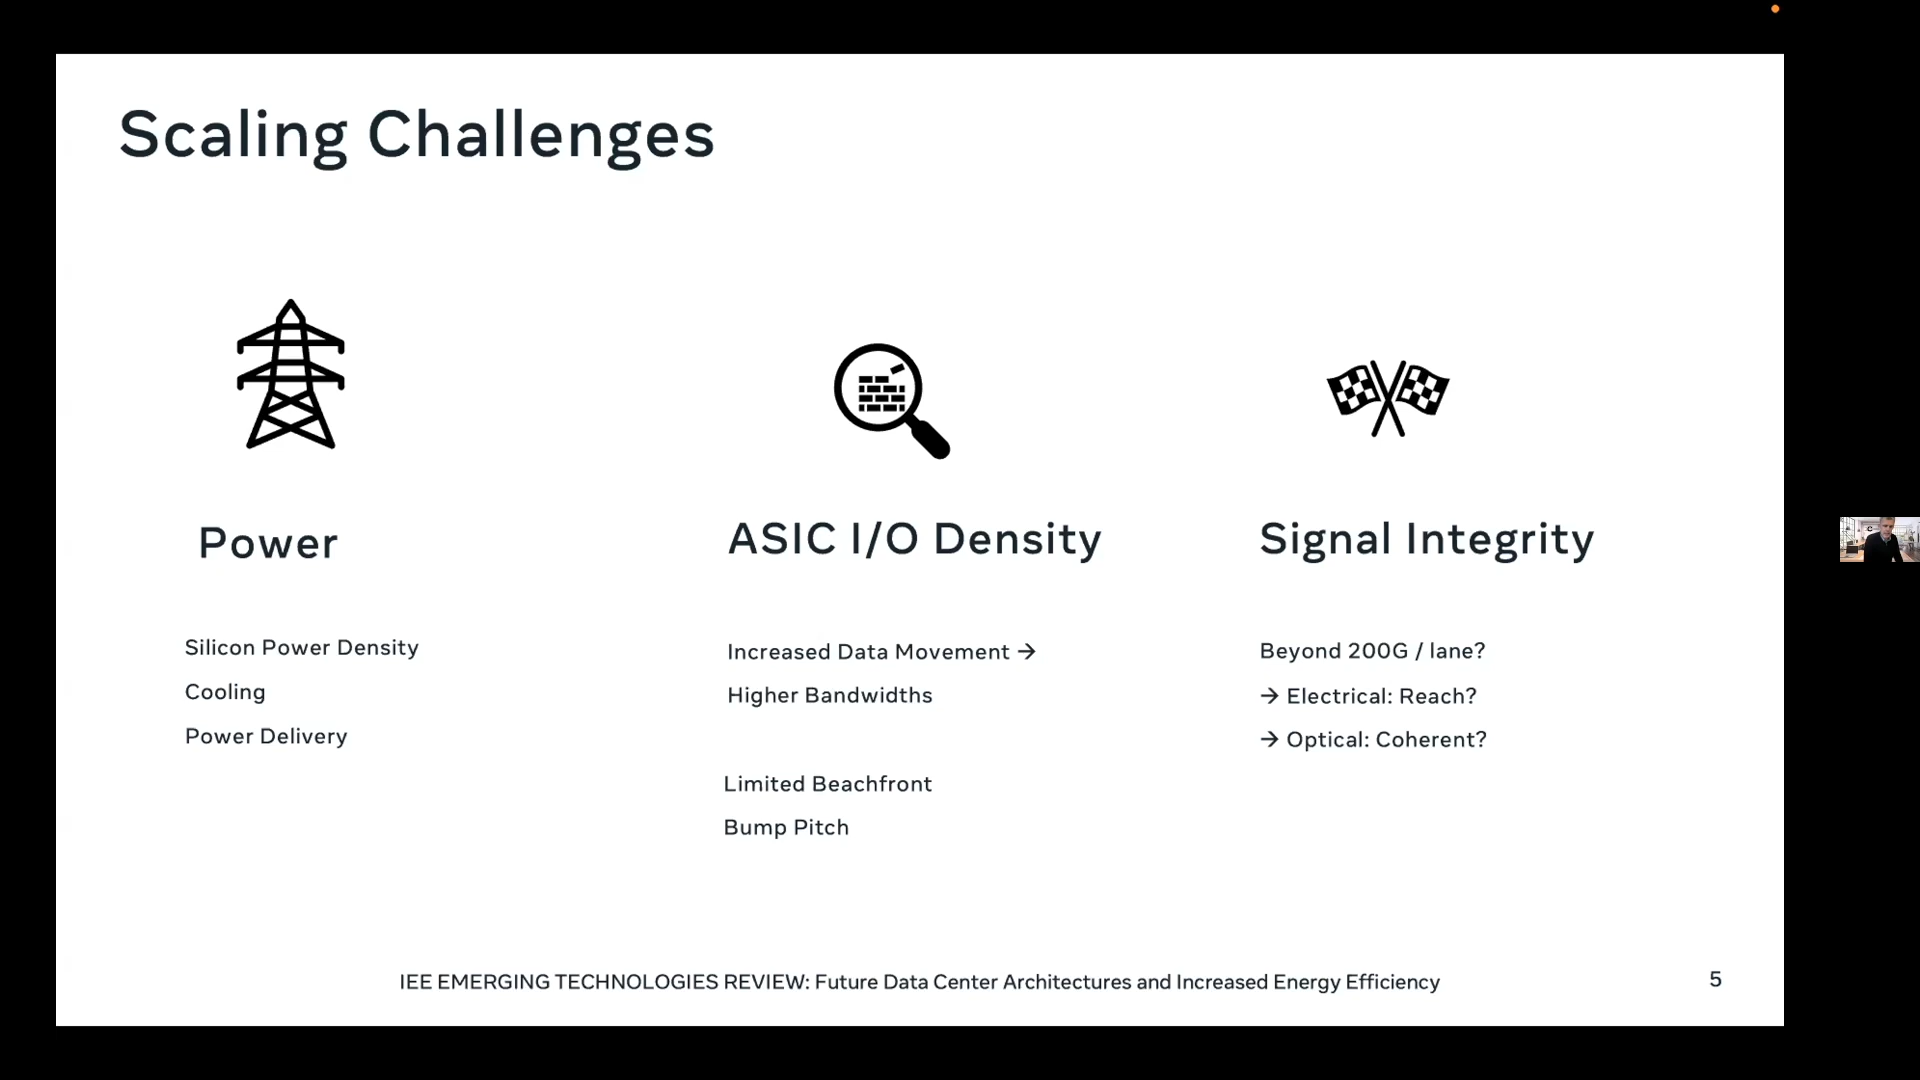 Scaling Challenges
Power
Silicon Power Density
Cooling
Power Delivery
ASIC I/O Density
Increased Data Movement →
Higher Bandwidths
Limited Beachfront
Bump Pitch
Signal Integrity
Beyond 200G / lane?
→ Electrical: Reach?
→ Optical: Coherent?
IEE EMERGING TECHNOLOGIES REVIEW: Future Data Center Architectures and Increased Energy Efficiency
5